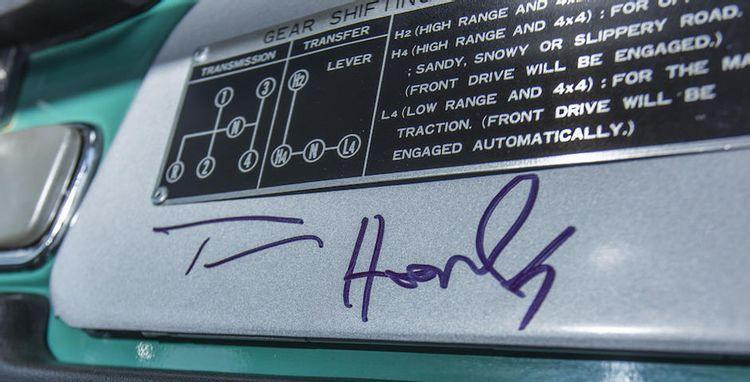 GEAR SHIFTING
TRANSMISSION
TRANSFER
LEVER
1 3
N
R 2 4
H2
H4 N L4
H2 (HIGH RANGE AND
H4 (HIGH RANGE AND 4x4) : FOR
: SANDY, SNOWY OR SLIPPERY ROAD.
(FRONT DRIVE WILL BE ENGAGED.)
L4 (LOW RANGE AND 4x4) : FOR THE
TRACTION. (FRONT DRIVE WILL BE
ENGAGED AUTOMATICALLY.)